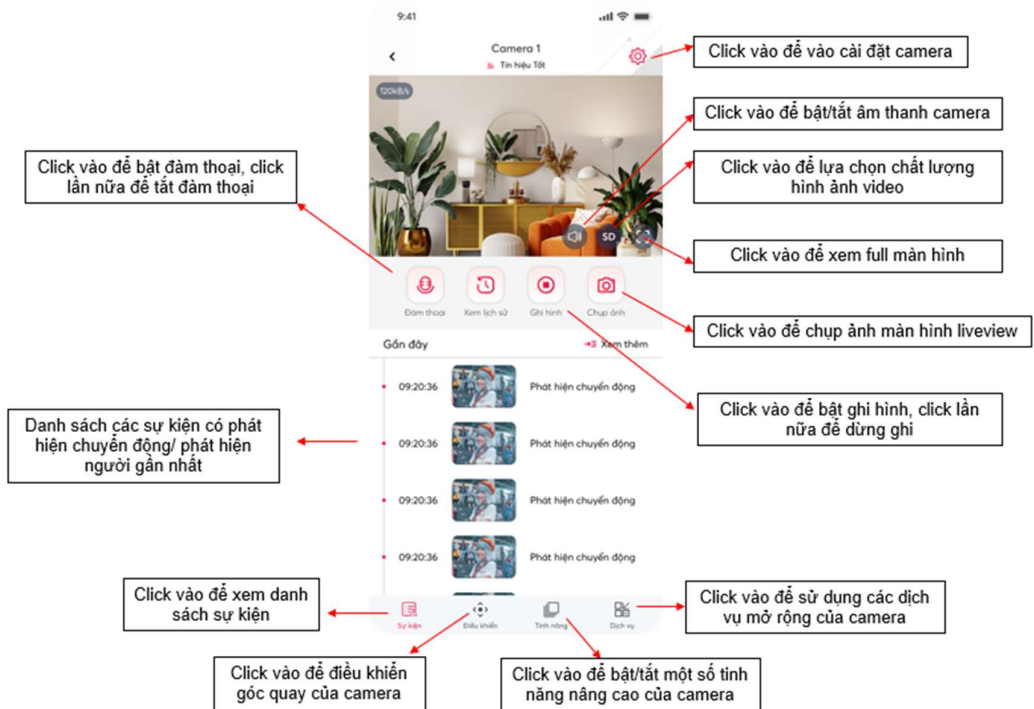 9:41
Camera 1
Tín hiệu Tốt
120kB/s
SD
Đàm thoại
Xem lịch sử
Ghi hình
Chụp ảnh
Gần đây
Xem thêm
09:20:36 Phát hiện chuyển động
09:20:36 Phát hiện chuyển động
09:20:36 Phát hiện chuyển động
09:20:36 Phát hiện chuyển động
Sự kiện
Điều khiển
Tính năng
Dịch vụ
Click vào để vào cài đặt camera
Click vào để bật/tắt âm thanh camera
Click vào để lựa chọn chất lượng
hình ảnh video
Click vào để xem full màn hình
Click vào để chụp ảnh màn hình liveview
Click vào để bật ghi hình, click lần
nữa để dừng ghi
Click vào để sử dụng các dịch
vụ mở rộng của camera
Click vào để bật/tắt một số tính
năng nâng cao của camera
Click vào để điều khiển
góc quay của camera
Click vào để xem danh
sách sự kiện
Danh sách các sự kiện có phát
hiện chuyển động/ phát hiện
người gần nhất
Click vào để bật đàm thoại, click
lần nữa để tắt đàm thoại